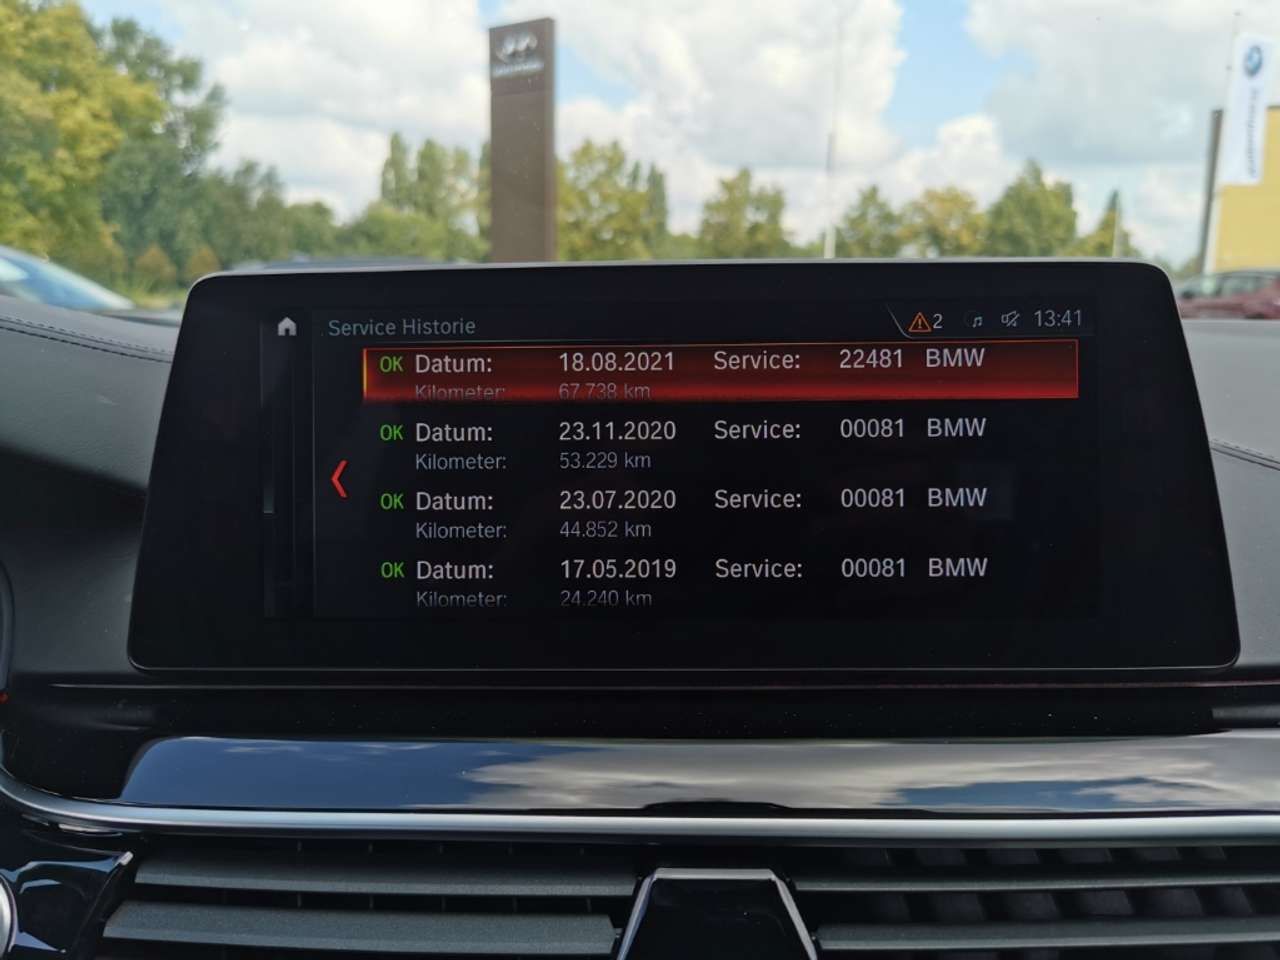 Service Historie 2 13:41
OK Datum: 18.08.2021 Service: 22481 BMW
Kilometer: 67.738 km
OK Datum: 23.11.2020 Service: 00081 BMW
Kilometer: 53.229 km
OK Datum: 23.07.2020 Service: 00081 BMW
Kilometer: 44.852 km
OK Datum: 17.05.2019 Service: 00081 BMW
Kilometer: 24.240 km